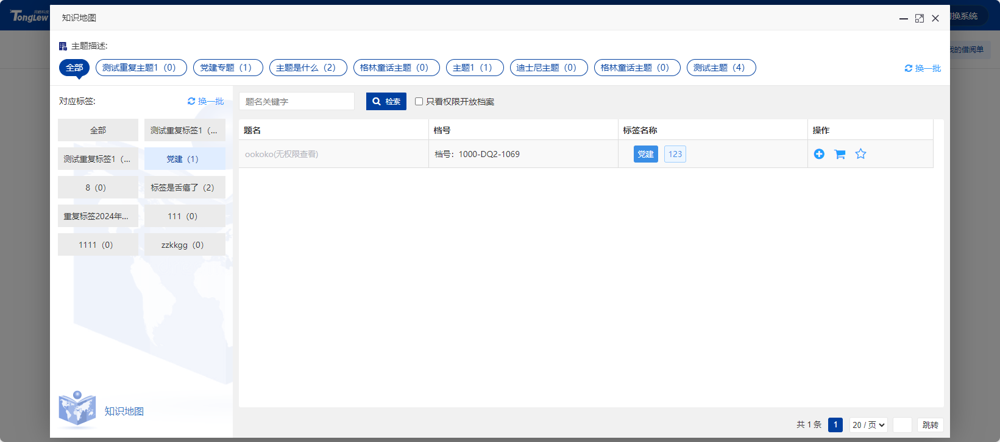 TongLew
同略科技
切换系统
我的借阅单
知识地图
主题描述:
全部
测试重复主题1（0）
党建专题（1）
主题是什么（2）
格林童话主题（0）
主题1（1）
迪士尼主题（0）
格林童话主题（0）
测试主题（4）
换一批
对应标签:
换一批
全部
测试重复标签1（...
测试重复标签1（...
党建（1）
8（0）
标签是舌癌了（2）
重复标签2024年...
111（0）
1111（0）
zzkkgg（0）
知识地图
题名关键字
检索
只看权限开放档案
题名
档号
标签名称
操作
ookoko(无权限查看)
档号：1000-DQ2-1069
党建
123
共 1 条
1
20 / 页
跳转